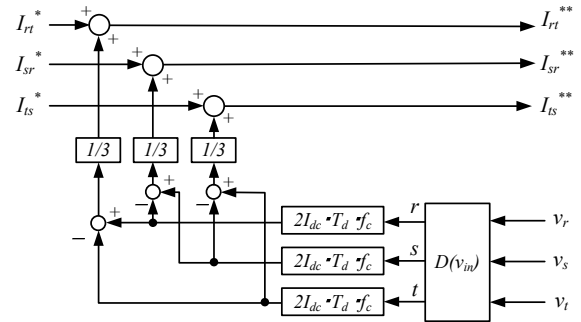 I_rt^* + + I_rt^**
I_sr^* + + I_sr^**
I_ts^* + + I_ts^**
1/3 1/3 1/3
+ − + − +
− + 2I_dc·T_d·f_c r v_r
2I_dc·T_d·f_c s D(v_in) v_s
2I_dc·T_d·f_c t v_t